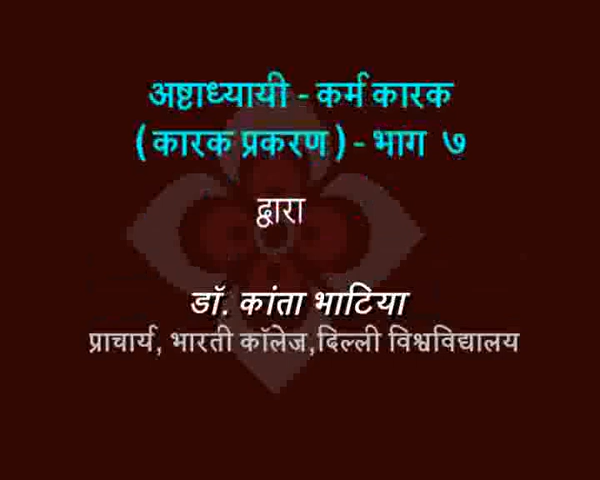 अष्टाध्यायी - कर्म कारक
( कारक प्रकरण ) - भाग ७
द्वारा
डॉ. कांता भाटिया
प्राचार्य, भारती कॉलेज,दिल्ली विश्वविद्यालय